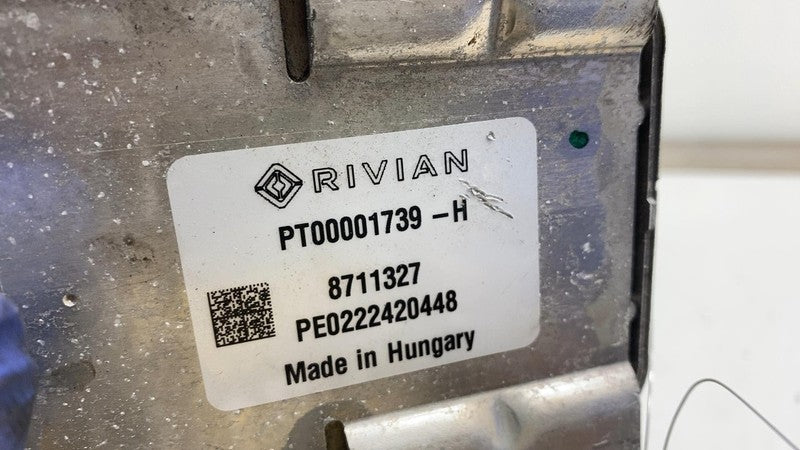 RIVIAN
PT00001739 -H
8711327
PE0222420448
Made in Hungary